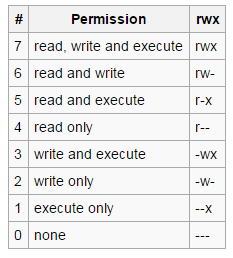 # Permission rwx
7 read, write and execute rwx
6 read and write rw-
5 read and execute r-x
4 read only r--
3 write and execute -wx
2 write only -w-
1 execute only --x
0 none ---